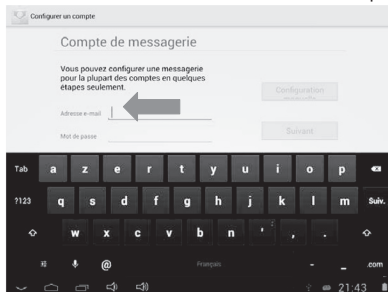 Configurer un compte
Compte de messagerie
Vous pouvez configurer une messagerie
pour la plupart des comptes en quelques
étapes seulement.
Configuration
manuelle
Adresse e-mail
Mot de passe
Suivant
Tab a z e r t y u i o p
?123 q s d f g h j k l m Suiv.
w x c v b n ' , .
@ Français - _ .com
21:43